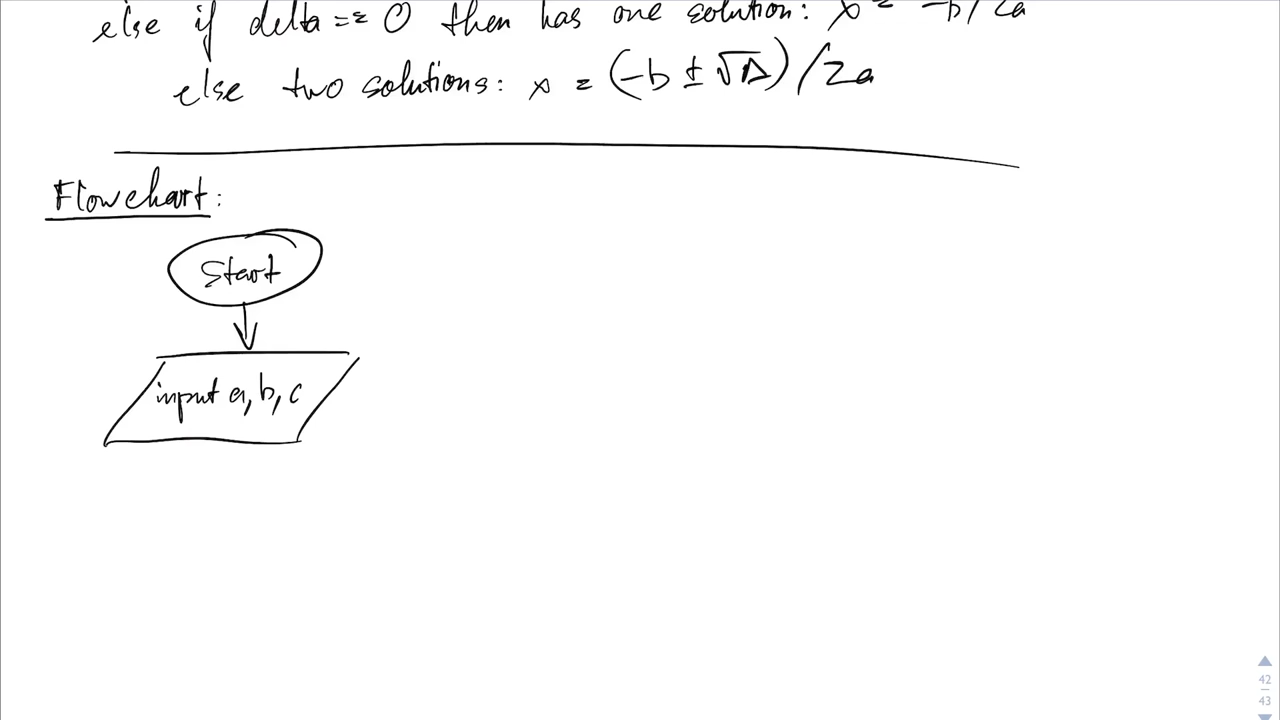 else if delta == 0 then has one solution: x = -b/2a
else two solutions: x = (-b ± √Δ)/2a
Flowchart:
Start
input a, b, c
42
43